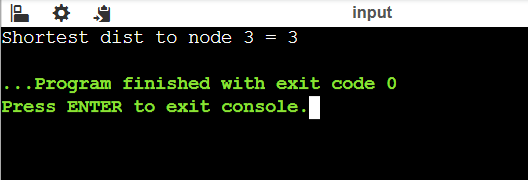 input
Shortest dist to node 3 = 3
...Program finished with exit code 0
Press ENTER to exit console.